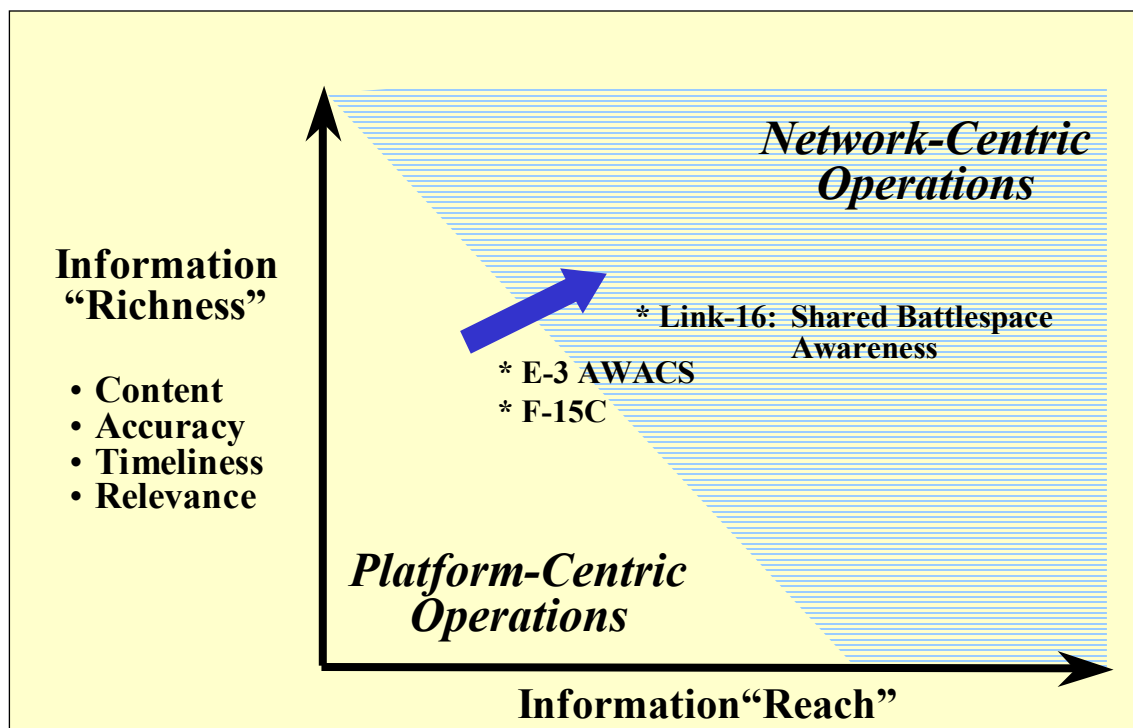 Network-Centric
Operations
Information
“Richness”
* Link-16: Shared Battlespace
Awareness
* E-3 AWACS
* F-15C
• Content
• Accuracy
• Timeliness
• Relevance
Platform-Centric
Operations
Information“Reach”